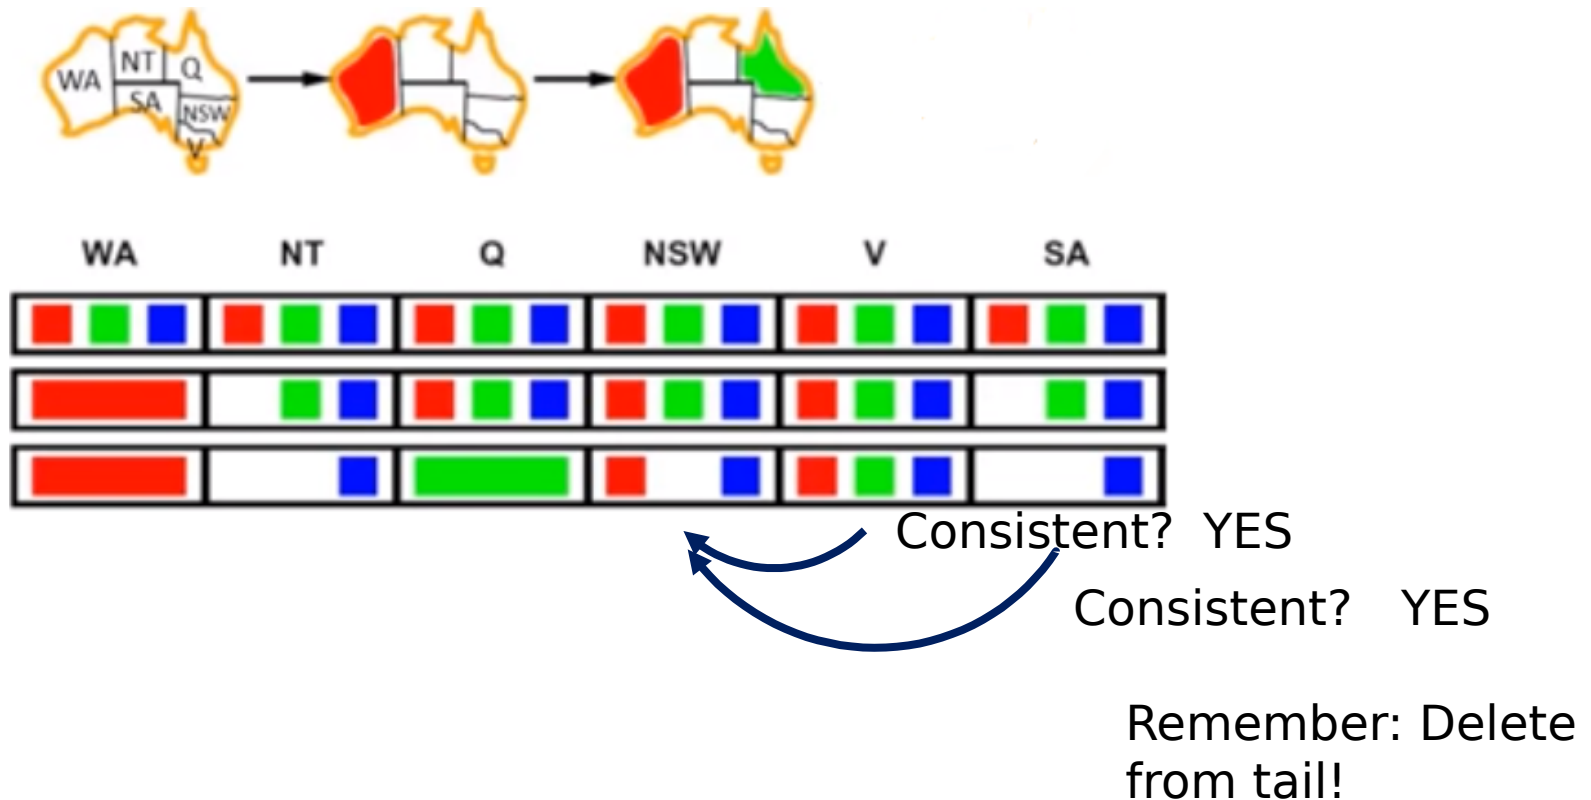 WA NT Q
SA NSW
V
WA NT Q NSW V SA
Consistent? YES
Consistent? YES
Remember: Delete
from tail!